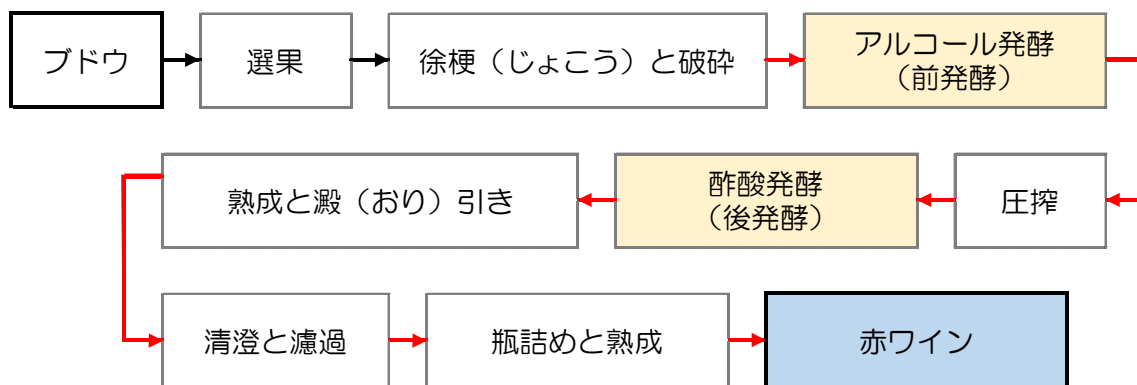 ブドウ
選果
徐梗（じょこう）と破砕
アルコール発酵
（前発酵）
圧搾
酢酸発酵
（後発酵）
熟成と澱（おり）引き
清澄と濾過
瓶詰めと熟成
赤ワイン